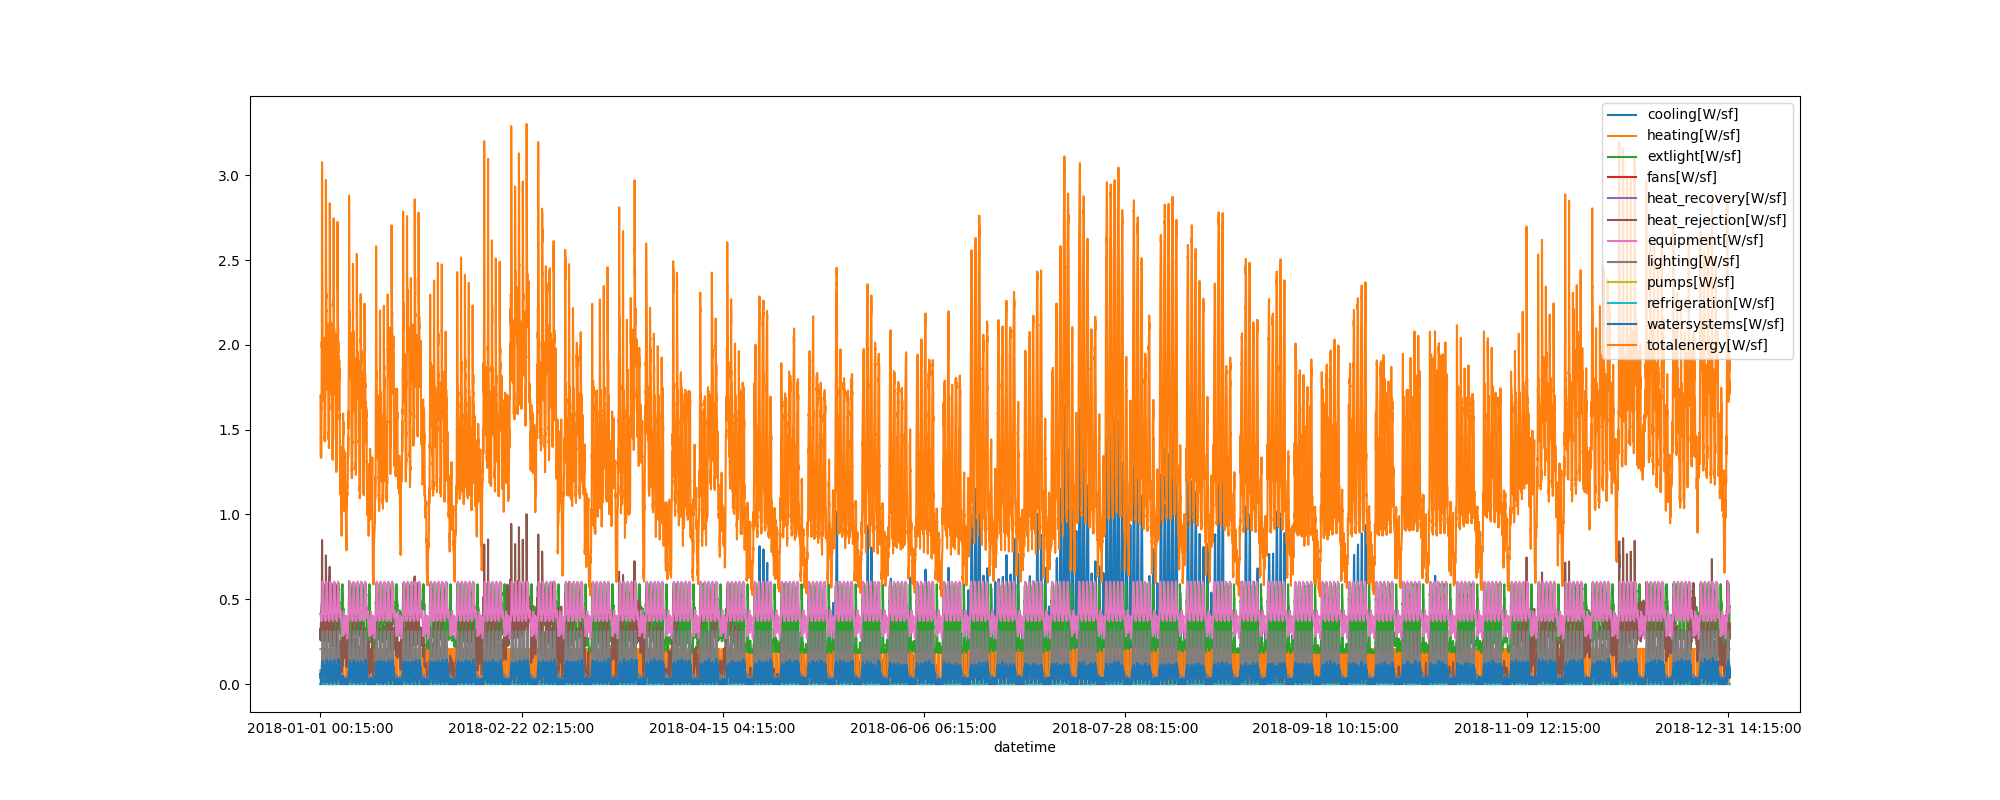 cooling[W/sf]
heating[W/sf]
extlight[W/sf]
fans[W/sf]
heat_recovery[W/sf]
heat_rejection[W/sf]
equipment[W/sf]
lighting[W/sf]
pumps[W/sf]
refrigeration[W/sf]
watersystems[W/sf]
totalenergy[W/sf]
3.0
2.5
2.0
1.5
1.0
0.5
0.0
2018-01-01 00:15:00 2018-02-22 02:15:00 2018-04-15 04:15:00 2018-06-06 06:15:00 2018-07-28 08:15:00 2018-09-18 10:15:00 2018-11-09 12:15:00 2018-12-31 14:15:00
datetime